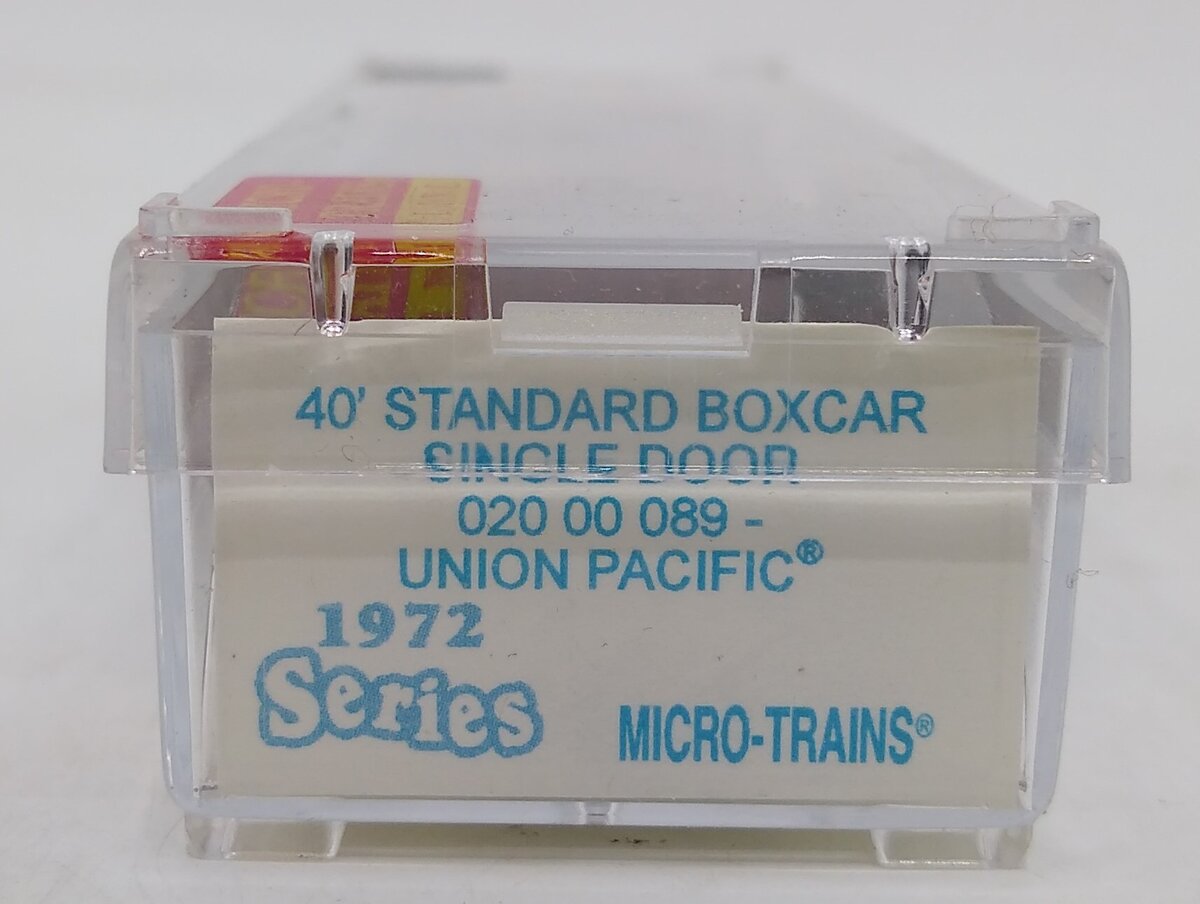 40' STANDARD BOXCAR
SINGLE DOOR
020 00 089 -
UNION PACIFIC®
1972
Series
MICRO-TRAINS®